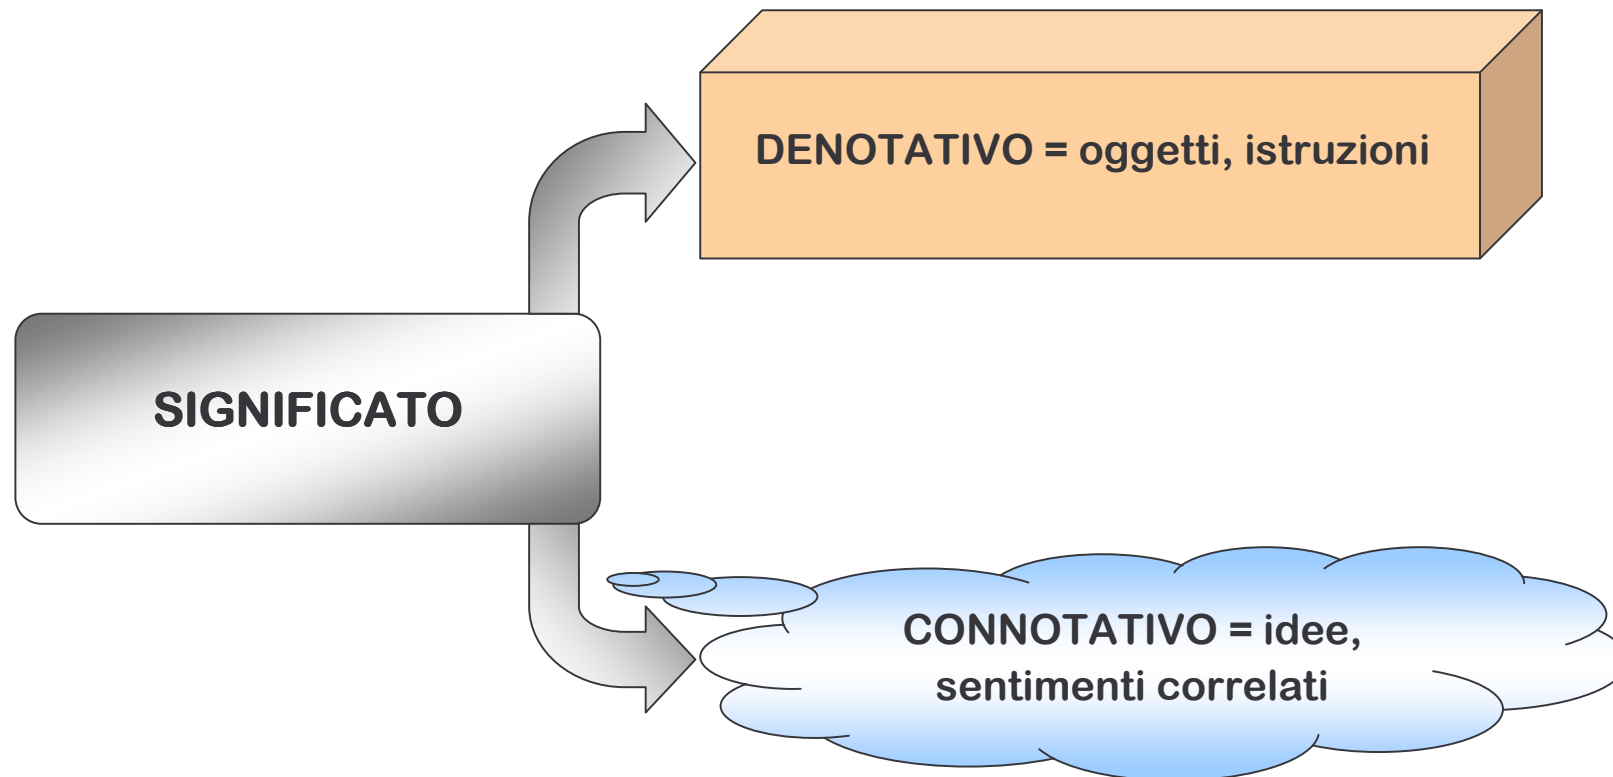 DENOTATIVO = oggetti, istruzioni
SIGNIFICATO
CONNOTATIVO = idee,
sentimenti correlati